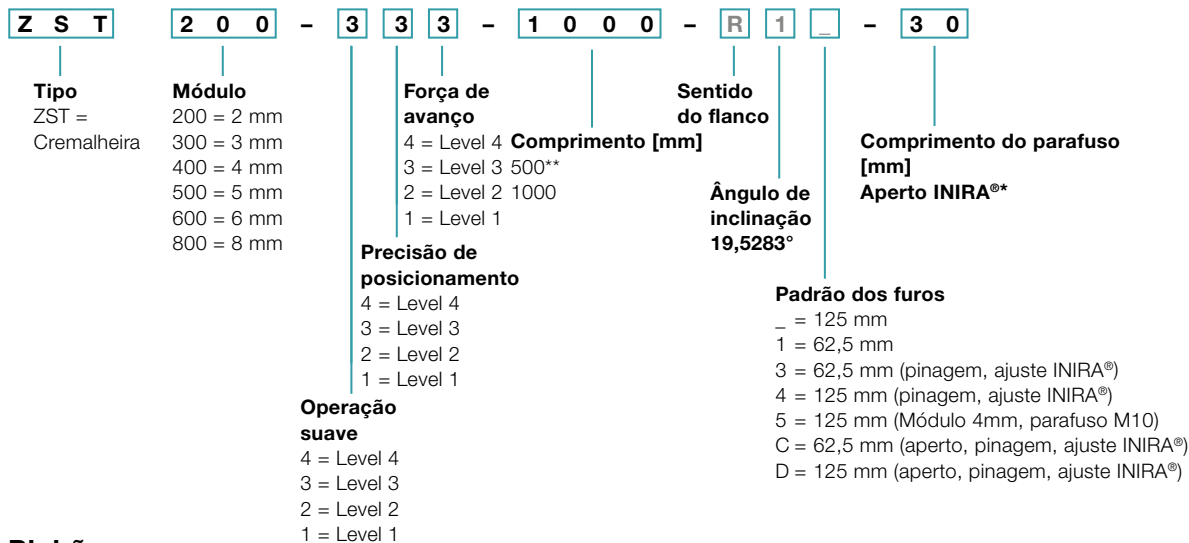 Z S T 2 0 0 – 3 3 3 – 1 0 0 0 – R 1 _ – 3 0
Tipo
ZST =
Cremalheira
Módulo
200 = 2 mm
300 = 3 mm
400 = 4 mm
500 = 5 mm
600 = 6 mm
800 = 8 mm
Operação
suave
4 = Level 4
3 = Level 3
2 = Level 2
1 = Level 1
Precisão de
posicionamento
4 = Level 4
3 = Level 3
2 = Level 2
1 = Level 1
Força de
avanço
4 = Level 4
3 = Level 3
2 = Level 2
1 = Level 1
Comprimento [mm]
500**
1000
Sentido
do flanco
Ângulo de
inclinação
19,5283°
Padrão dos furos
_ = 125 mm
1 = 62,5 mm
3 = 62,5 mm (pinagem, ajuste INIRA®)
4 = 125 mm (pinagem, ajuste INIRA®)
5 = 125 mm (Módulo 4mm, parafuso M10)
C = 62,5 mm (aperto, pinagem, ajuste INIRA®)
D = 125 mm (aperto, pinagem, ajuste INIRA®)
Comprimento do parafuso
[mm]
Aperto INIRA®*